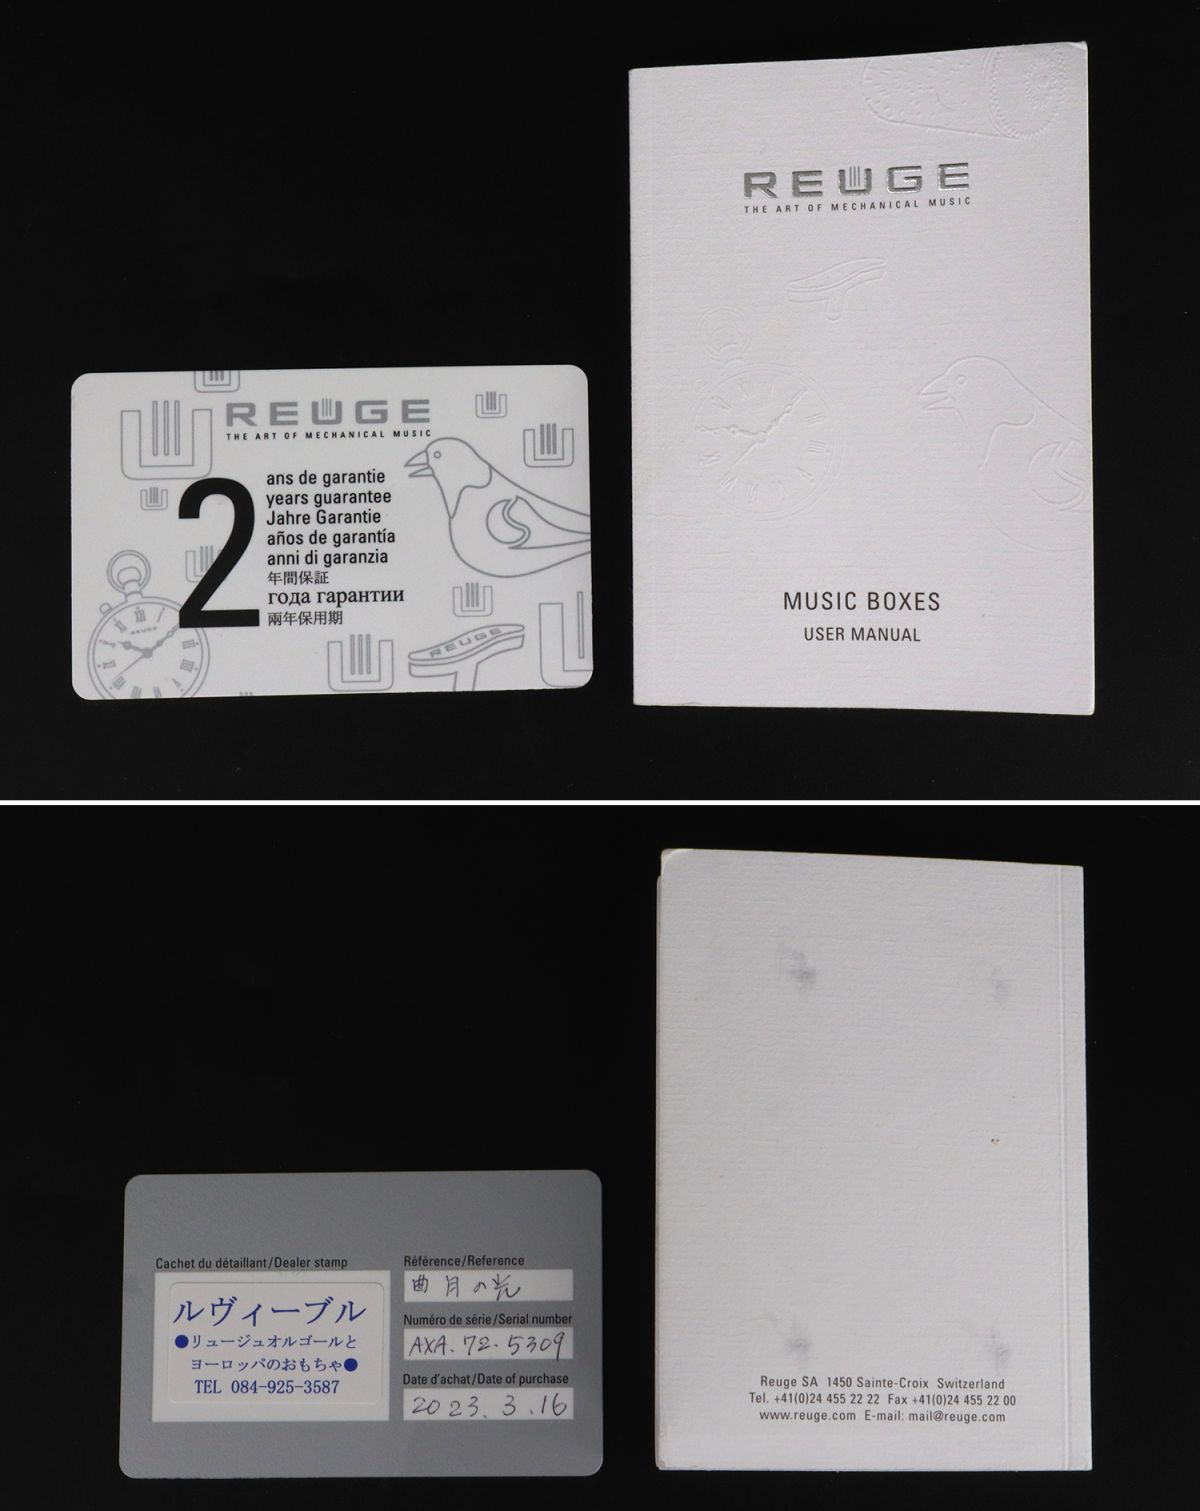 REUGE
THE ART OF MECHANICAL MUSIC
2
ans de garantie
years guarantee
Jahre Garantie
años de garantía
anni di garanzia
年間保証
года гарантии
兩年保用期
REUGE
REUGE
REUGE
THE ART OF MECHANICAL MUSIC
MUSIC BOXES
USER MANUAL
Cachet du détaillant/Dealer stamp
ルヴィーブル
●リュージュオルゴールと
ヨーロッパのおもちゃ●
TEL 084-925-3587
Référence/Reference
曲 月の光
Numéro de série/Serial number
AXA. 72. 5309
Date d'achat/Date of purchase
2023. 3. 16
Reuge SA 1450 Sainte-Croix Switzerland
Tel. +41(0)24 455 22 22 Fax +41(0)24 455 22 00
www.reuge.com E-mail: mail@reuge.com